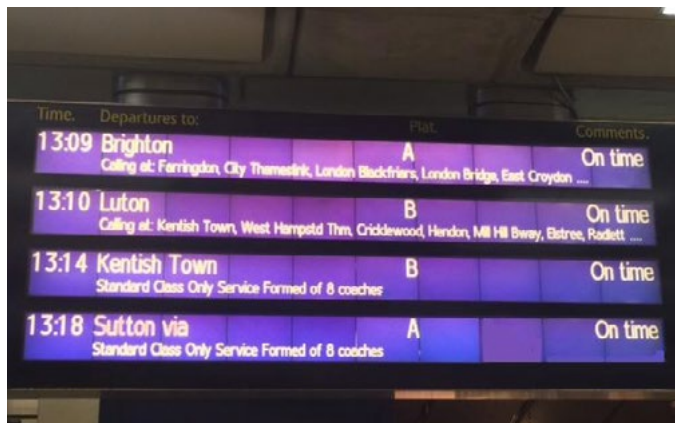 Time. Departures to: Plat. Comments.
13:09 Brighton A On time
Calling at: Farringdon, City Thameslink, London Blackfriars, London Bridge, East Croydon ....
13:10 Luton B On time
Calling at: Kentish Town, West Hampstd Thm, Cricklewood, Hendon, Mill Hill Bway, Elstree, Radlett ....
13:14 Kentish Town B On time
Standard Class Only Service Formed of 8 coaches
13:18 Sutton via A On time
Standard Class Only Service Formed of 8 coaches